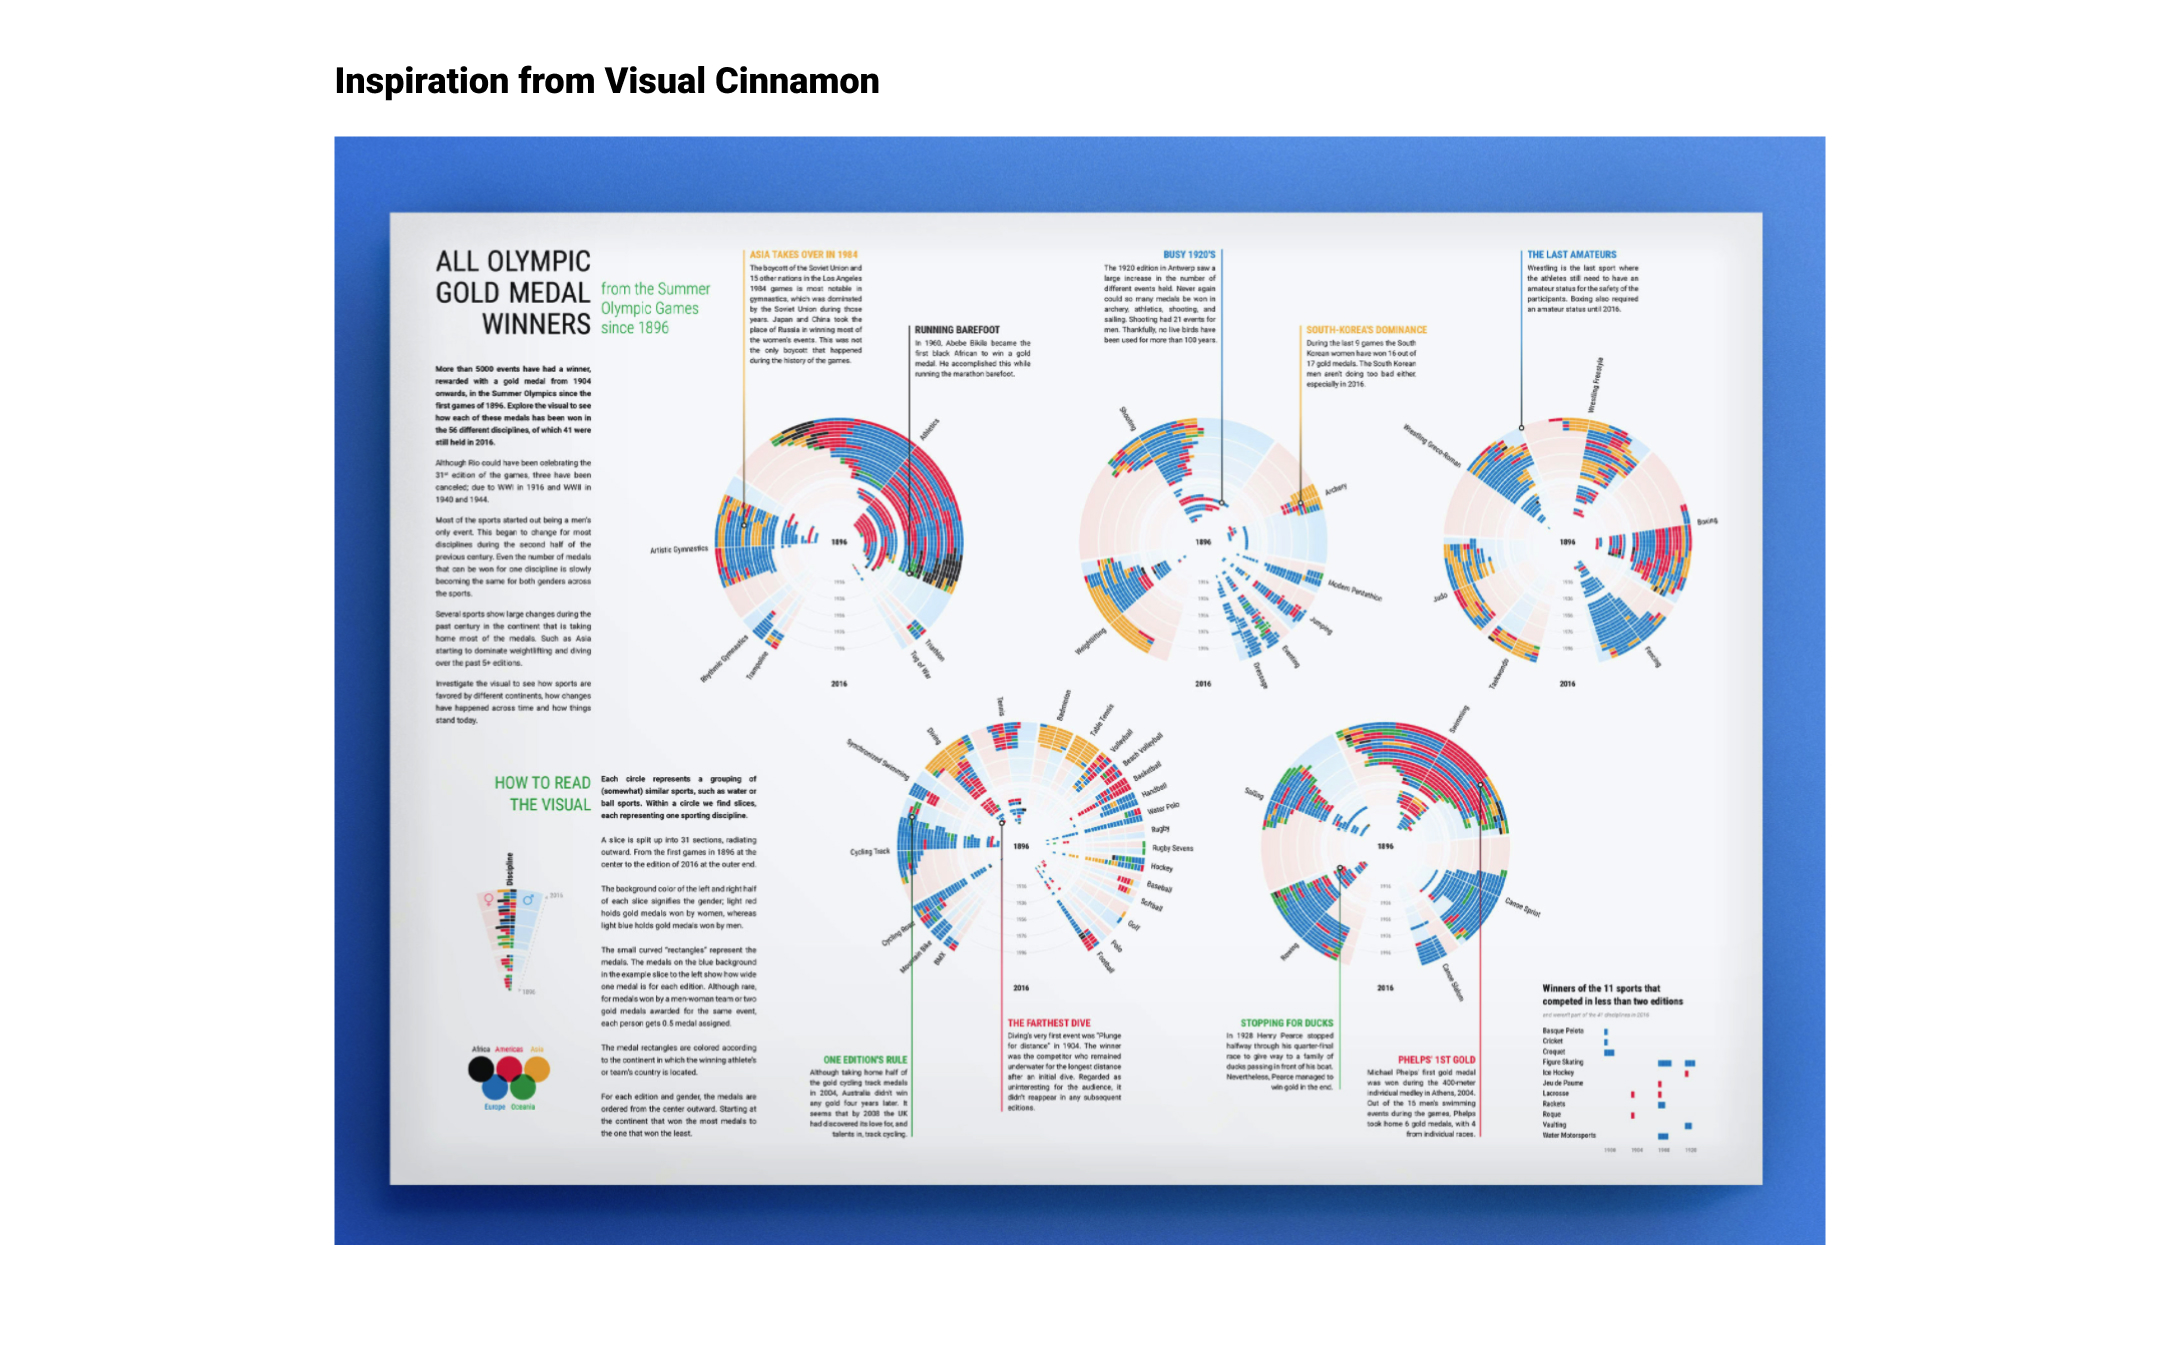 Inspiration from Visual Cinnamon
ALL OLYMPIC
GOLD MEDAL
WINNERS
from the Summer
Olympic Games
since 1896
More than 5000 events have had a winner,
rewarded with a gold medal from 1904
onwards, in the Summer Olympics since the
first games of 1896. Explore the visual to see
how each of these medals has been won in
the 56 different disciplines, of which 41 were
still held in 2016.
Although Rio could have been celebrating the
31st edition of the games, three have been
canceled; due to WWI in 1916 and WWII in
1940 and 1944.
Most of the sports started out being a men's
only event. This began to change for most
disciplines during the second half of the
previous century. Even the number of medals
that can be won for one discipline is slowly
becoming the same for both genders across
the sports.
Several sports show large changes during the
past century in the continent that is taking
home most of the medals. Such as Asia
starting to dominate weightlifting and diving
over the past 5+ editions.
Investigate the visual to see how sports are
favored by different continents, how changes
have happened across time and how things
stand today.
HOW TO READ
THE VISUAL
Each circle represents a grouping of
(somewhat) similar sports, such as water or
ball sports. Within a circle we find slices,
each representing one sporting discipline.
A slice is split up into 31 sections, radiating
outward. From the first games in 1896 at the
center to the edition of 2016 at the outer end.
The background color of the left and right half
of each slice signifies the gender; light red
holds gold medals won by women, whereas
light blue holds gold medals won by men.
The small curved "rectangles" represent the
medals. The medals on the blue background
in the example slice to the left show how wide
one medal is for each edition. Although rare,
for medals won by a men-woman team or two
gold medals awarded for the same event,
each person gets 0.5 medal assigned.
The medal rectangles are colored according
to the continent in which the winning athlete's
or team's country is located.
For each edition and gender, the medals are
ordered from the center outward. Starting at
the continent that won the most medals to
the one that won the least.
Discipline
2016
1896
Africa Americas Asia
Europe Oceania
ASIA TAKES OVER IN 1984
The boycott of the Soviet Union and
15 other nations in the Los Angeles
1984 games is most notable in
gymnastics, which was dominated
by the Soviet Union during those
years. Japan and China took the
place of Russia in winning most of
the women's events. This was not
the only boycott that happened
during the history of the games.
RUNNING BAREFOOT
In 1960, Abebe Bikila became the
first black African to win a gold
medal. He accomplished this while
running the marathon barefoot.
Athletics
Artistic Gymnastics
Rhythmic Gymnastics
Trampoline
Triathlon
Tug of War
1896
2016
BUSY 1920'S
The 1920 edition in Antwerp saw a
large increase in the number of
different events held. Never again
could so many medals be won in
archery, athletics, shooting, and
sailing. Shooting had 21 events for
men. Thankfully, no live birds have
been used for more than 100 years.
SOUTH-KOREA'S DOMINANCE
During the last 9 games the South
Korean women have won 16 out of
17 gold medals. The South Korean
men aren't doing too bad either,
especially in 2016.
Shooting
Archery
Modern Pentathlon
Jumping
Eventing
Dressage
Weightlifting
1896
2016
THE LAST AMATEURS
Wrestling is the last sport where
the athletes still need to have an
amateur status for the safety of the
participants. Boxing also required
an amateur status until 2016.
Wrestling Freestyle
Wrestling Greco-Roman
Boxing
Judo
Taekwondo
Fencing
1896
2016
Tennis
Badminton
Table Tennis
Volleyball
Beach Volleyball
Basketball
Handball
Water Polo
Rugby
Rugby Sevens
Hockey
Baseball
Softball
Golf
Polo
Football
Diving
Synchronized Swimming
Cycling Track
Cycling Road
Mountain Bike
BMX
1896
2016
Swimming
Sailing
Rowing
Canoe Sprint
Canoe Slalom
1896
2016
ONE EDITION'S RULE
Although taking home half of
the gold cycling track medals
in 2004, Australia didn't win
any gold four years later. It
seems that by 2008 the UK
had discovered its love for, and
talents in, track cycling.
THE FARTHEST DIVE
Diving's very first event was "Plunge
for distance" in 1904. The winner
was the competitor who remained
underwater for the longest distance
after an initial dive. Regarded as
uninteresting for the audience, it
didn't reappear in any subsequent
editions.
STOPPING FOR DUCKS
In 1928 Henry Pearce stopped
halfway through his quarter-final
race to give way to a family of
ducks passing in front of his boat.
Nevertheless, Pearce managed to
win gold in the end.
PHELPS' 1ST GOLD
Michael Phelps' first gold medal
was won during the 400-meter
individual medley in Athens, 2004.
Out of the 16 men's swimming
events during the games, Phelps
took home 6 gold medals, with 4
from individual races.
Winners of the 11 sports that
competed in less than two editions
Basque Pelota
Cricket
Croquet
Figure Skating
Ice Hockey
Jeu de Paume
Lacrosse
Rackets
Roque
Vaulting
Water Motorsports
1900 1904 1908 1920